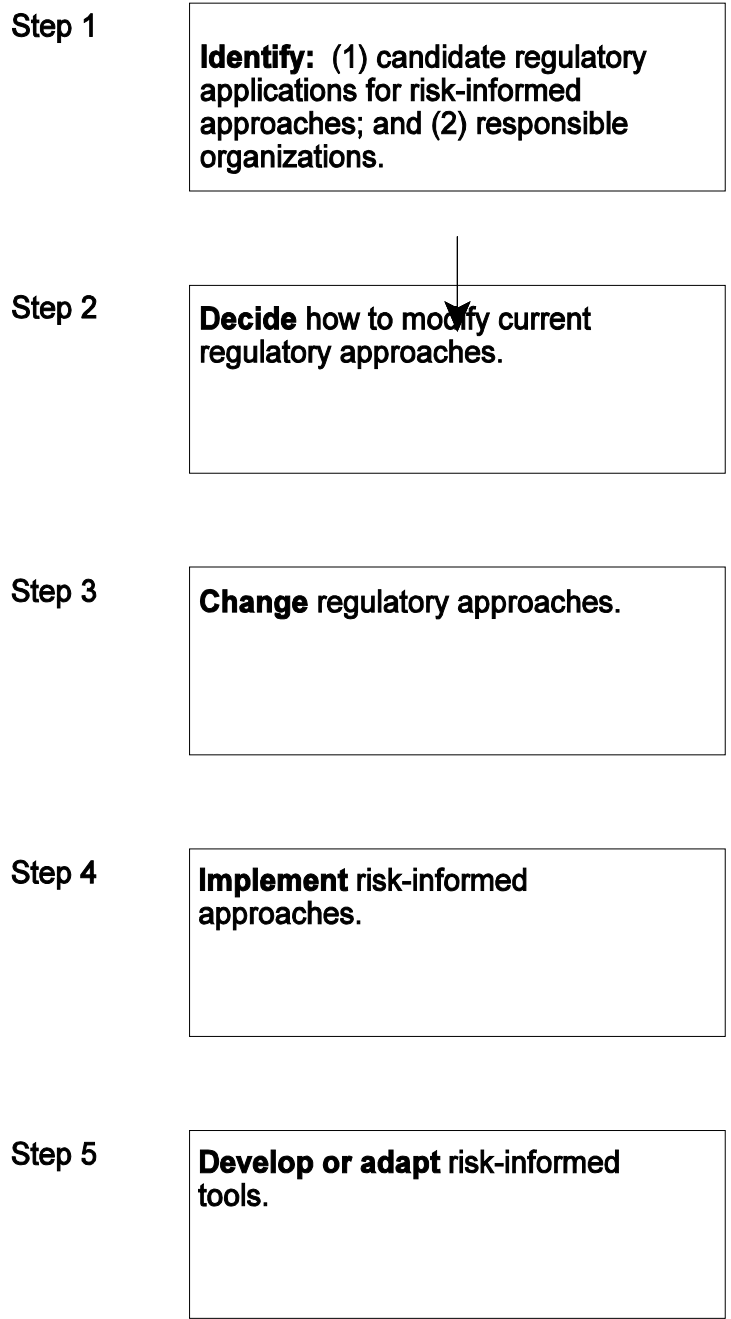 Step 1
Identify: (1) candidate regulatory
applications for risk-informed
approaches; and (2) responsible
organizations.
Step 2
Decide how to modify current
regulatory approaches.
Step 3
Change regulatory approaches.
Step 4
Implement risk-informed
approaches.
Step 5
Develop or adapt risk-informed
tools.